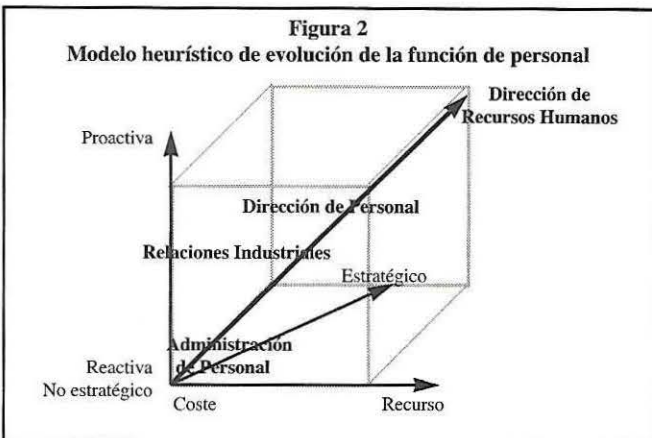 Figura 2
Modelo heurístico de evolución de la función de personal
Dirección de
Recursos Humanos
Proactiva
Dirección de Personal
Relaciones Industriales
Estratégico
Administración
de Personal
Reactiva
No estratégico
Coste
Recurso